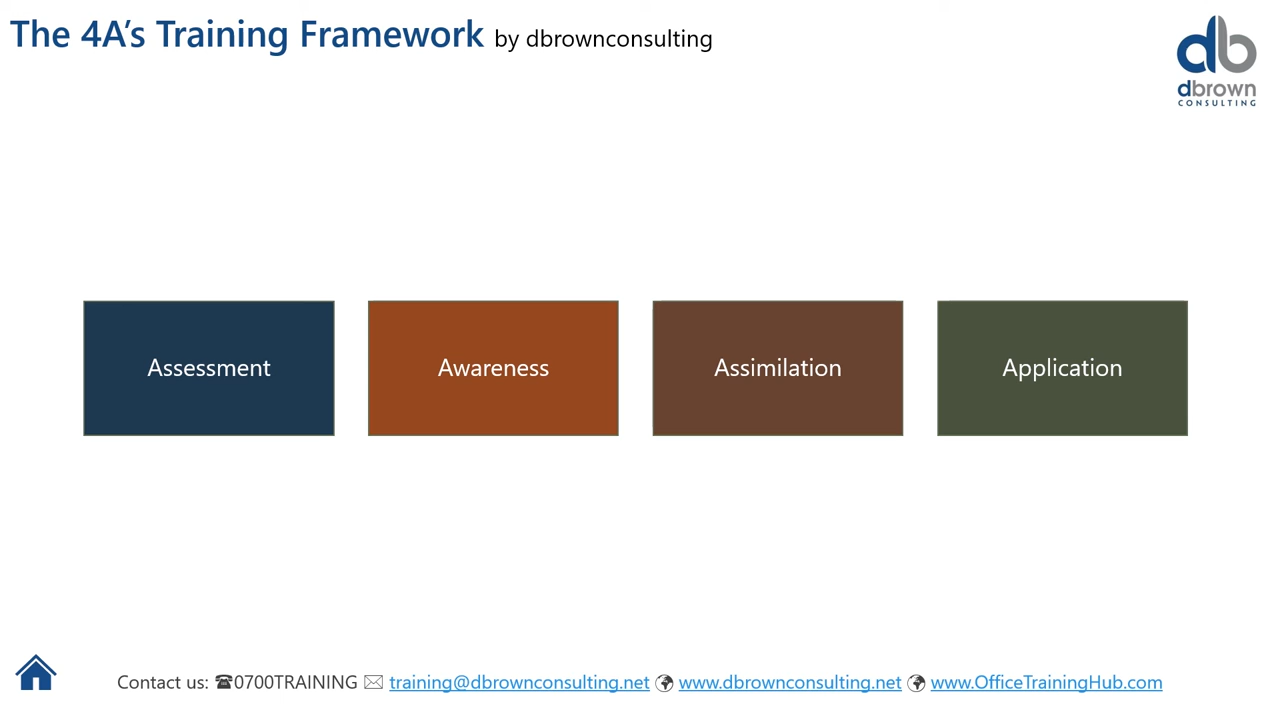 The 4A’s Training Framework by dbrownconsulting
db
dbrown
CONSULTING
Assessment
Awareness
Assimilation
Application
Contact us: ☎0700TRAINING ✉ training@dbrownconsulting.net 🌍 www.dbrownconsulting.net 🌍 www.OfficeTrainingHub.com